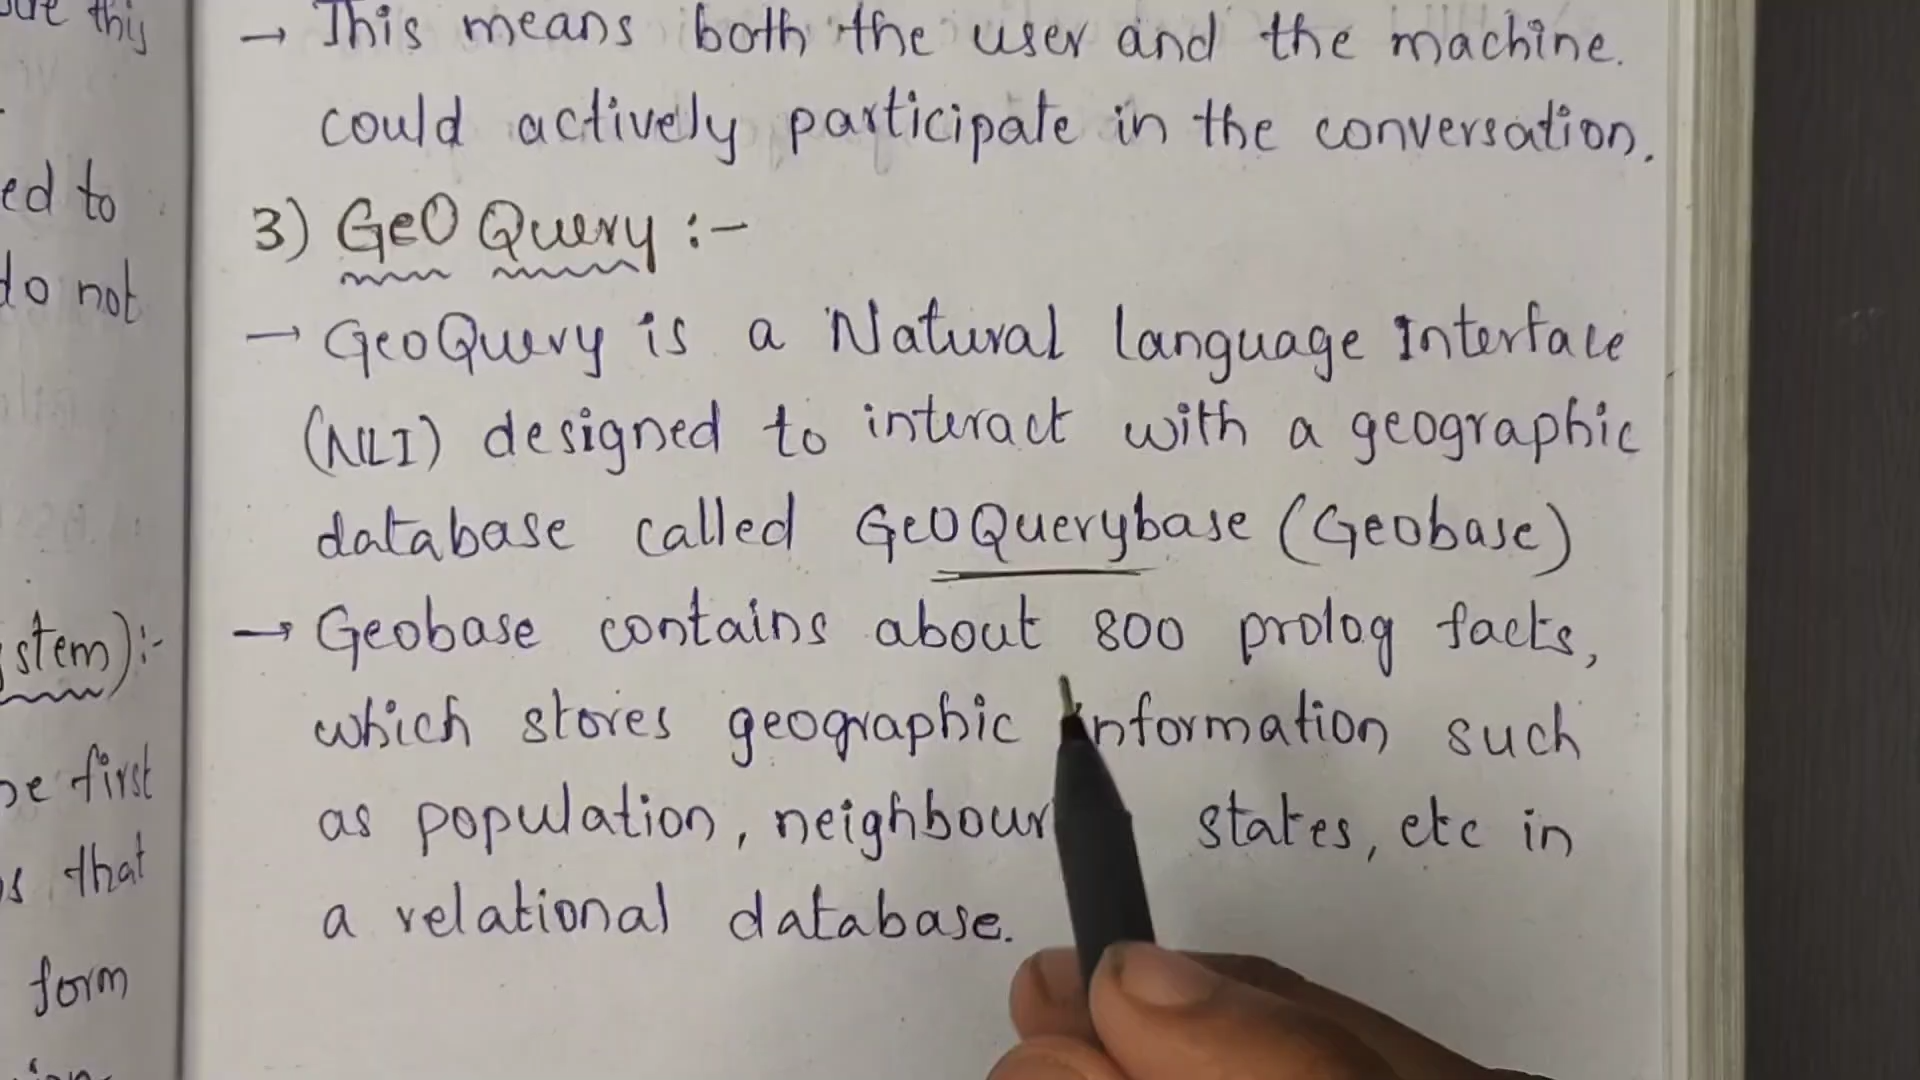 this
ed to
do not
stem):-
first
that
form
→ This means both the user and the machine.
could actively participate in the conversation.
3) GeO Query :-
→ GeoQuery is a Natural language Interface
(NLI) designed to interact with a geographic
database called GeoQuerybase (Geobase)
→ Geobase contains about 800 prolog facts,
which stores geographic information such
as population, neighbour states, etc in
a relational database.